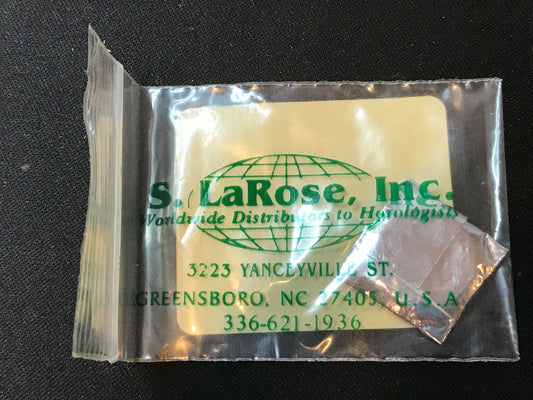 S. LaRose, Inc.
Worldwide Distributors to Horologists
3223 YANCEYVILLE ST.
GREENSBORO, NC 27405, U.S.A.
336-621-1936